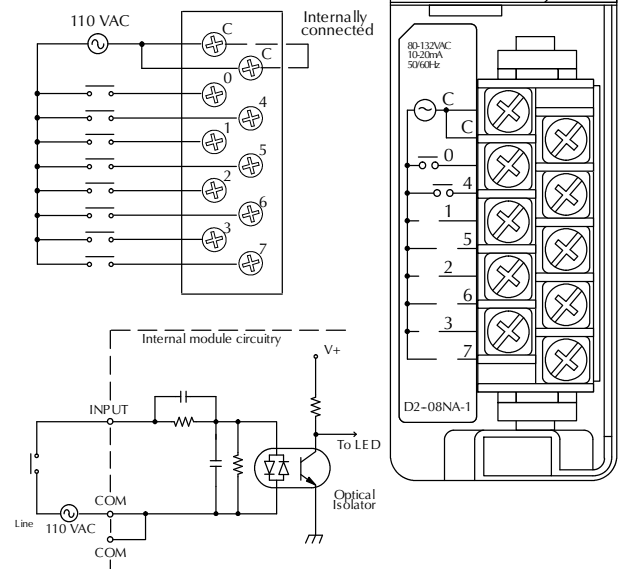 110 VAC
Internally
connected
C
C
0
4
1
5
2
6
3
7
80-132VAC
10-20mA
50/60Hz
C
C
0
4
1
5
2
6
3
7
D2-08NA-1
Internal module circuitry
V+
INPUT
To LED
Optical
Isolator
COM
Line
110 VAC
COM